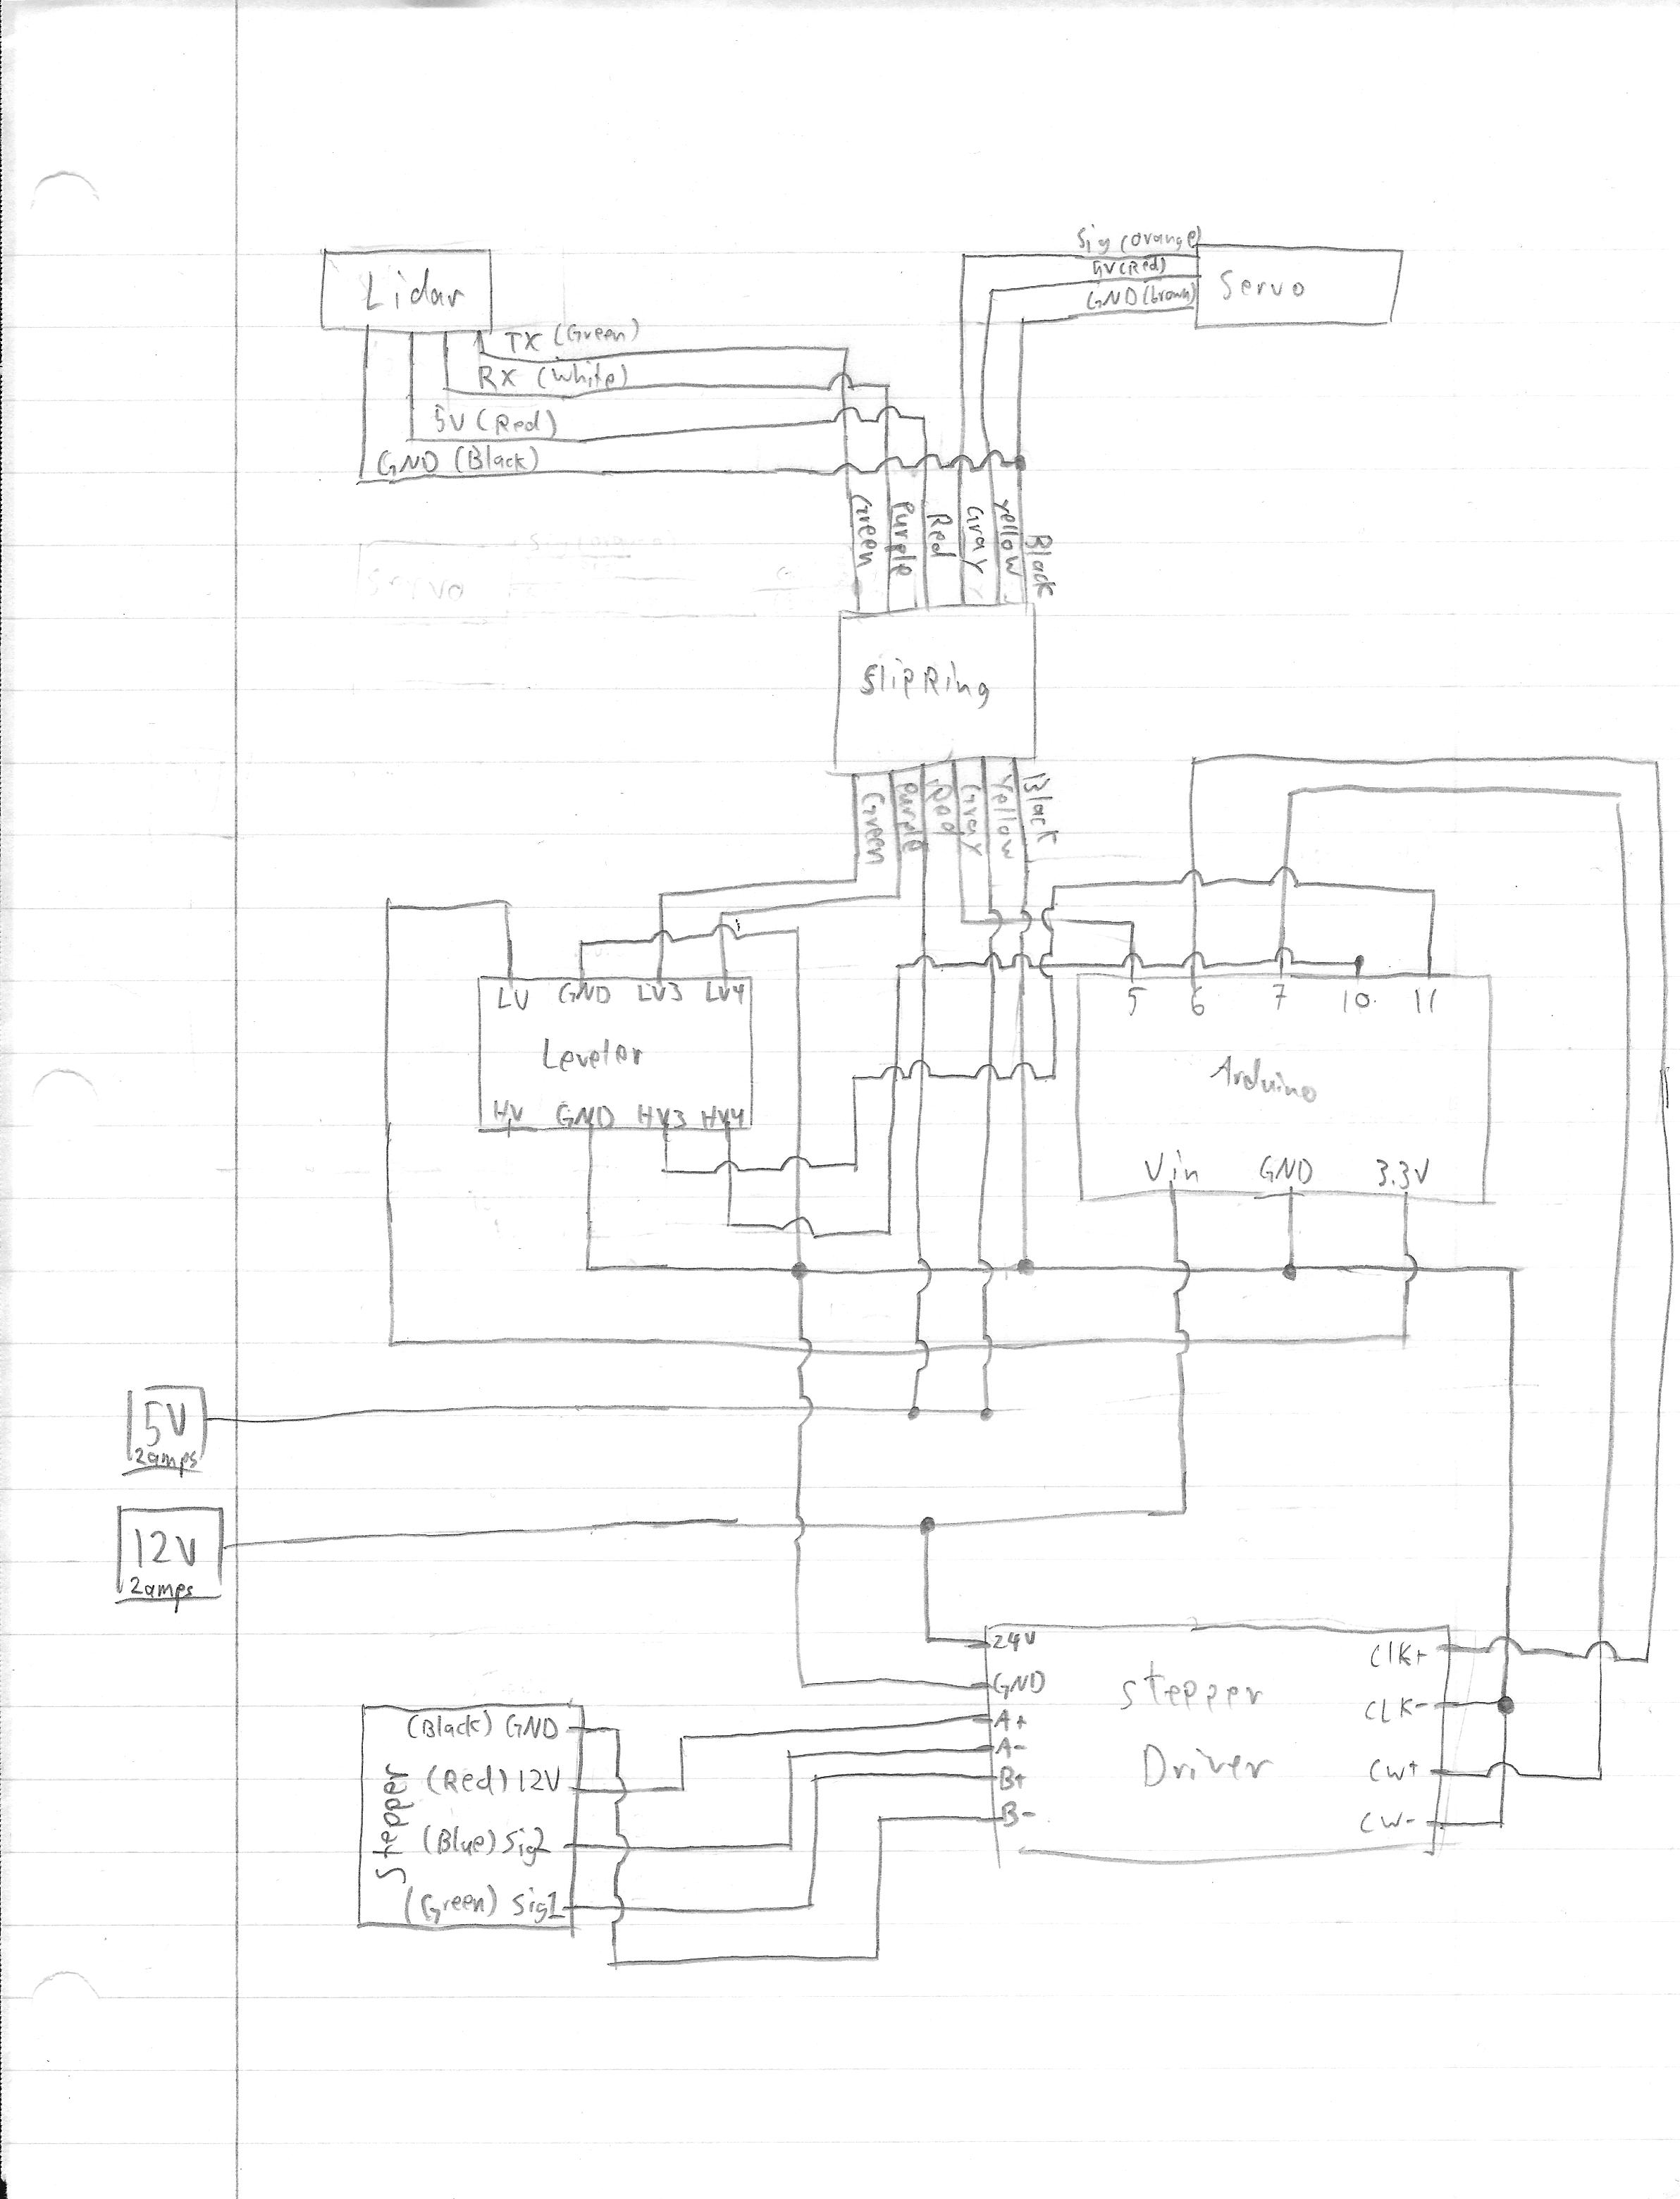 Sig (orange)
5V (Red)
GND (brown)
Servo
Lidar
TX (Green)
RX (White)
5V (Red)
GND (Black)
Green
Purple
Red
Gray
Yellow
Black
Servo
SlipRing
Green
Purple
Red
Gray
Yellow
Black
LV GND LV3 LV4
Leveler
HV GND HV3 HV4
5 6 7 10 11
Arduino
Vin GND 3.3V
5V
2amps
12V
2amps
24V
GND
A+
A-
B+
B-
Stepper
Driver
CLK+
CLK-
CW+
CW-
Stepper
(Black) GND
(Red) 12V
(Blue) Sig2
(Green) Sig1